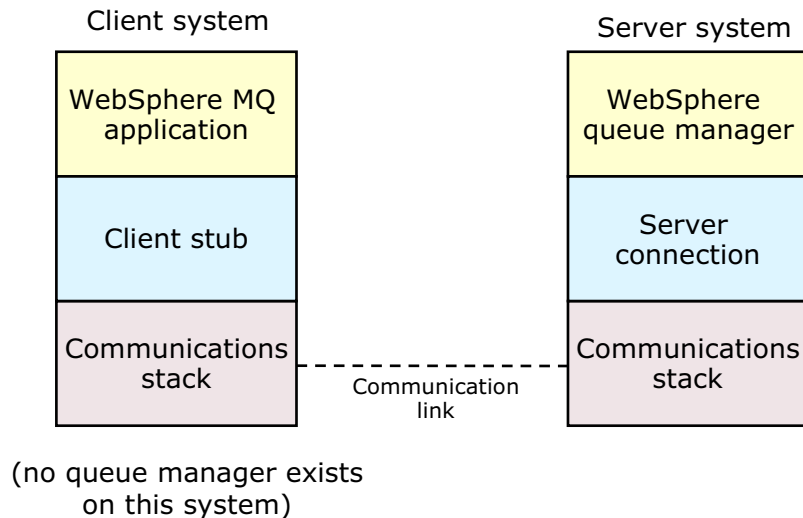 Client system
WebSphere MQ
application
Client stub
Communications
stack
(no queue manager exists
on this system)
Communication
link
Server system
WebSphere
queue manager
Server
connection
Communications
stack